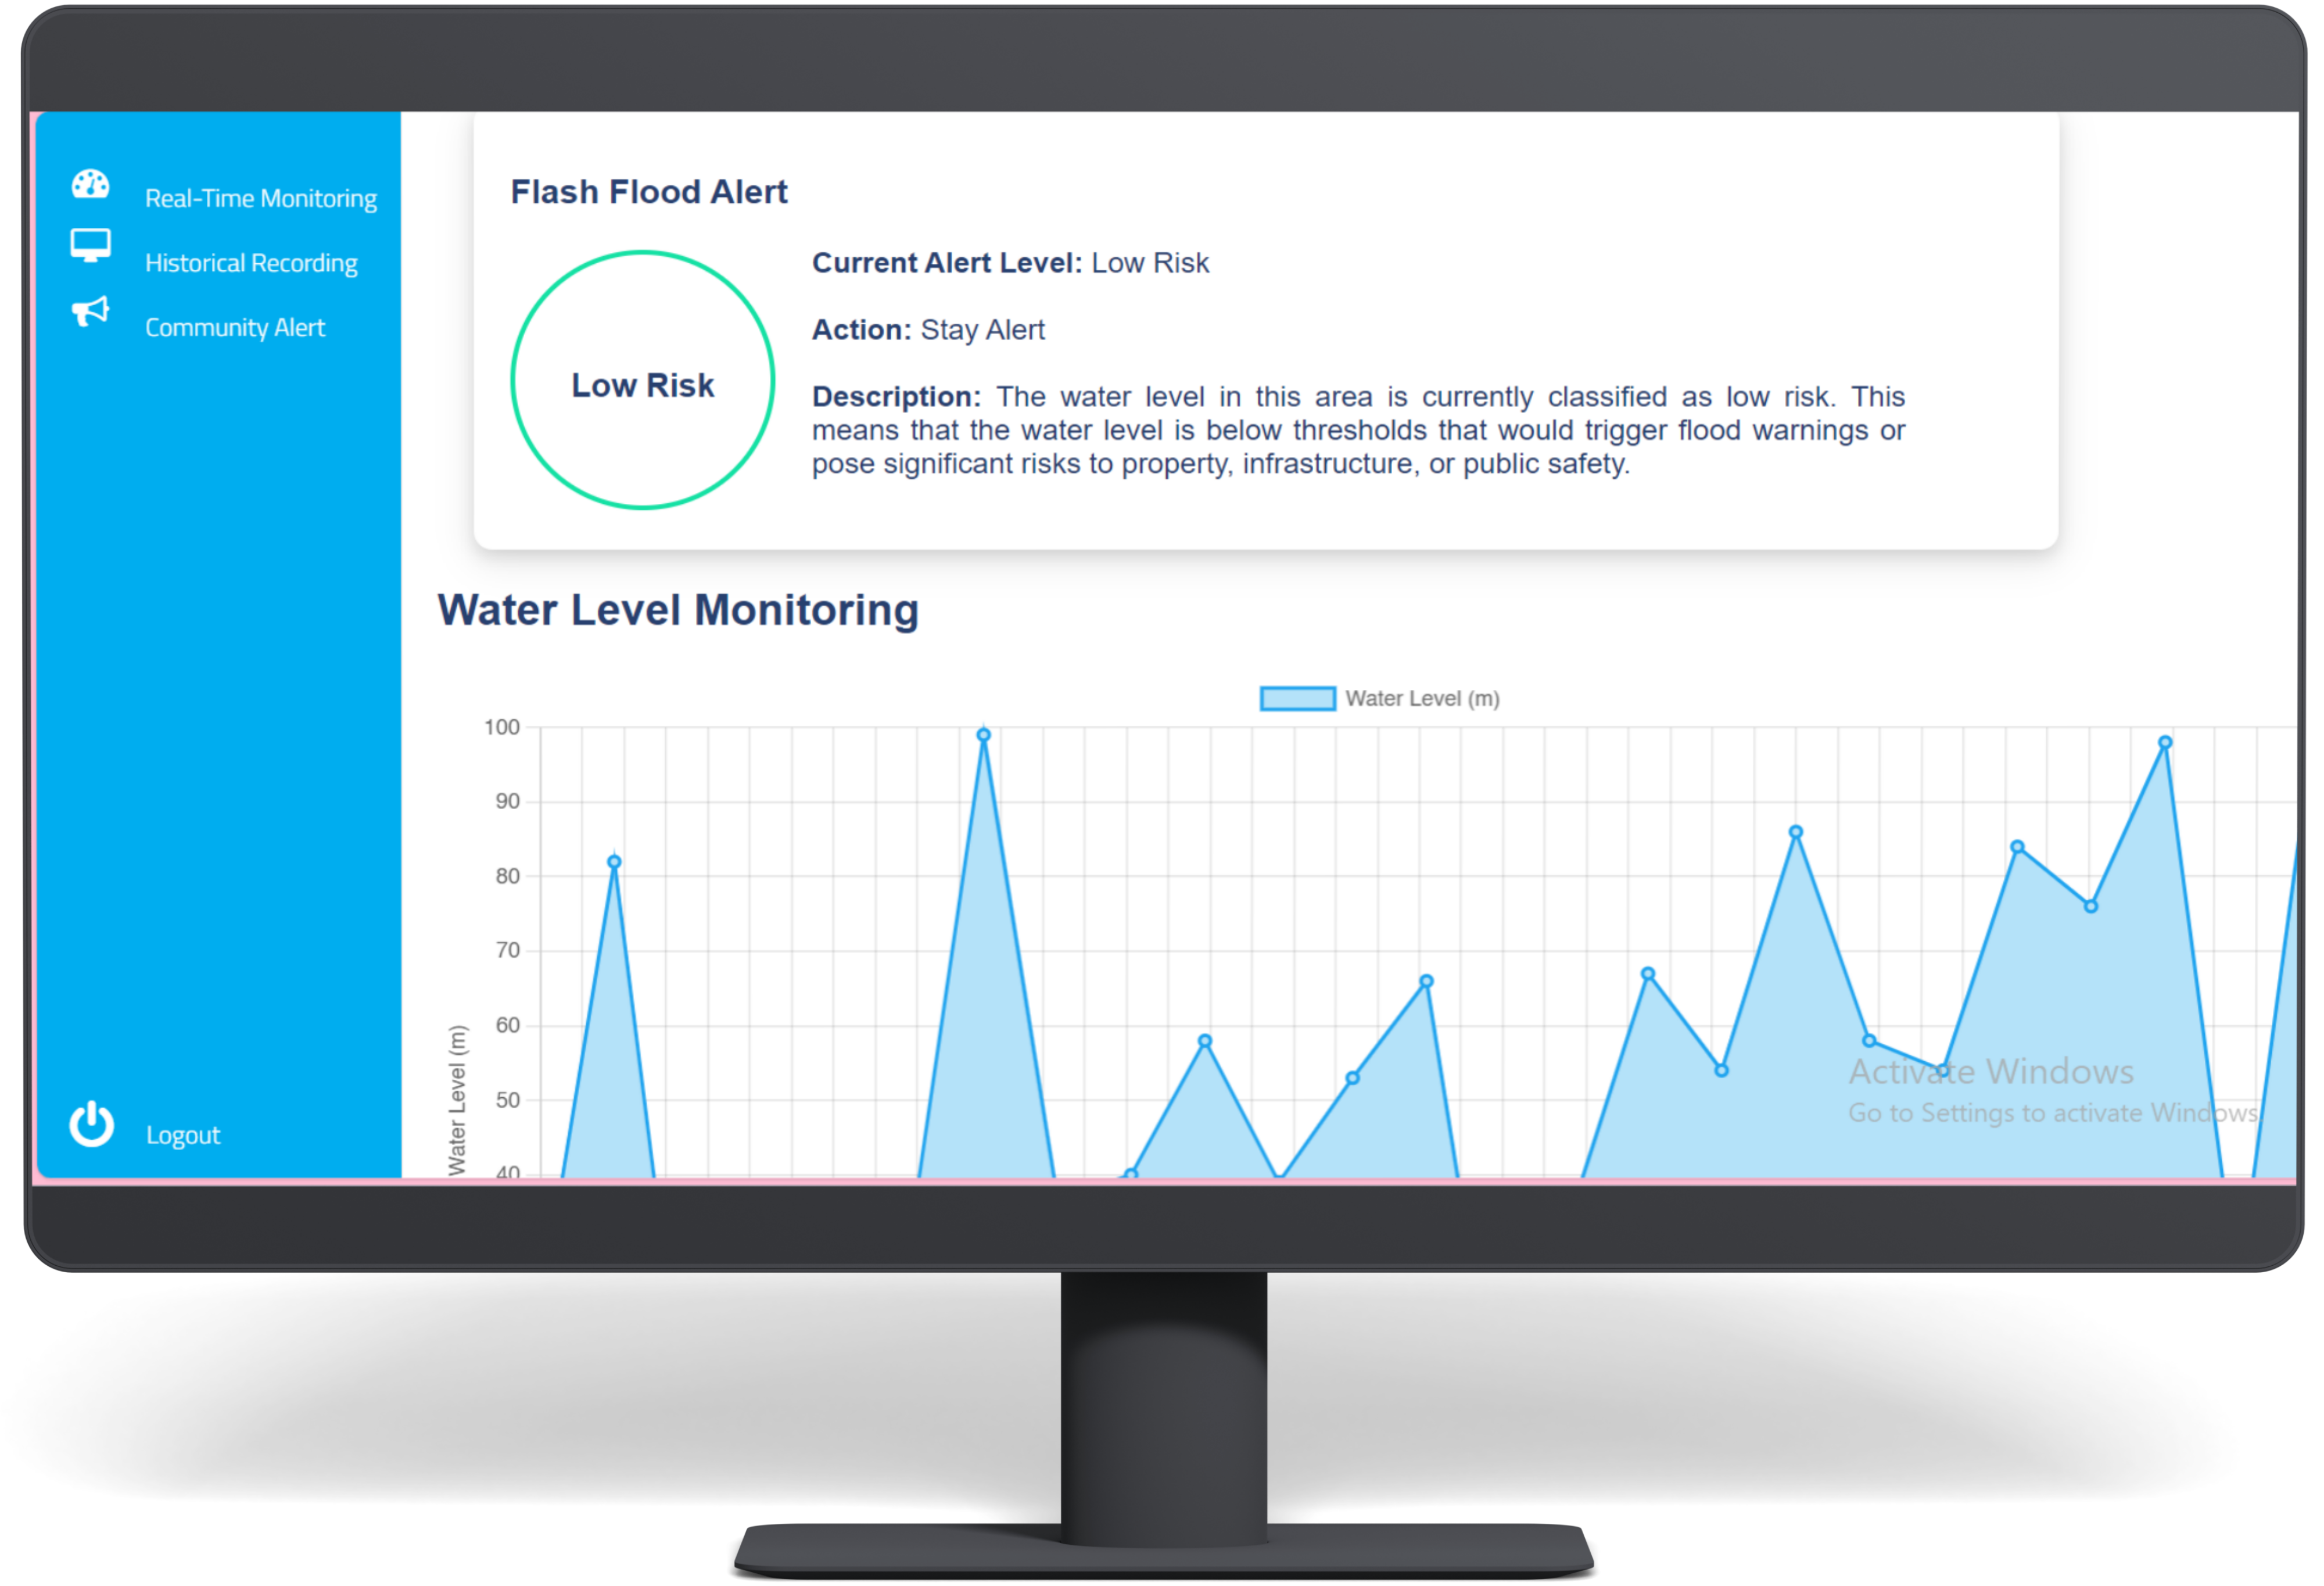 Real-Time Monitoring
Historical Recording
Community Alert
Logout
Flash Flood Alert
Low Risk
Current Alert Level: Low Risk
Action: Stay Alert
Description: The water level in this area is currently classified as low risk. This
means that the water level is below thresholds that would trigger flood warnings or
pose significant risks to property, infrastructure, or public safety.
Water Level Monitoring
Water Level (m)
100
90
80
70
60
50
40
Water Level (m)
Activate Windows
Go to Settings to activate Windows.